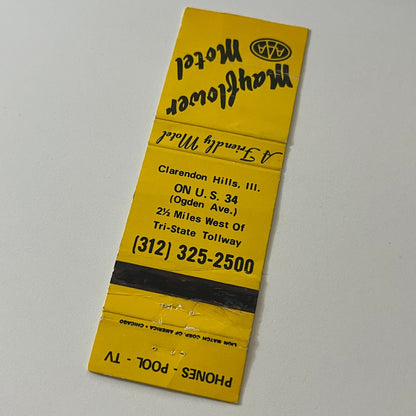 AAA
Mayflower
Motel
A Friendly Motel
Clarendon Hills, Ill.
ON U. S. 34
(Ogden Ave.)
2½ Miles West Of
Tri-State Tollway
(312) 325-2500
LION MATCH CORP. OF AMERICA • CHICAGO
PHONES - POOL - TV